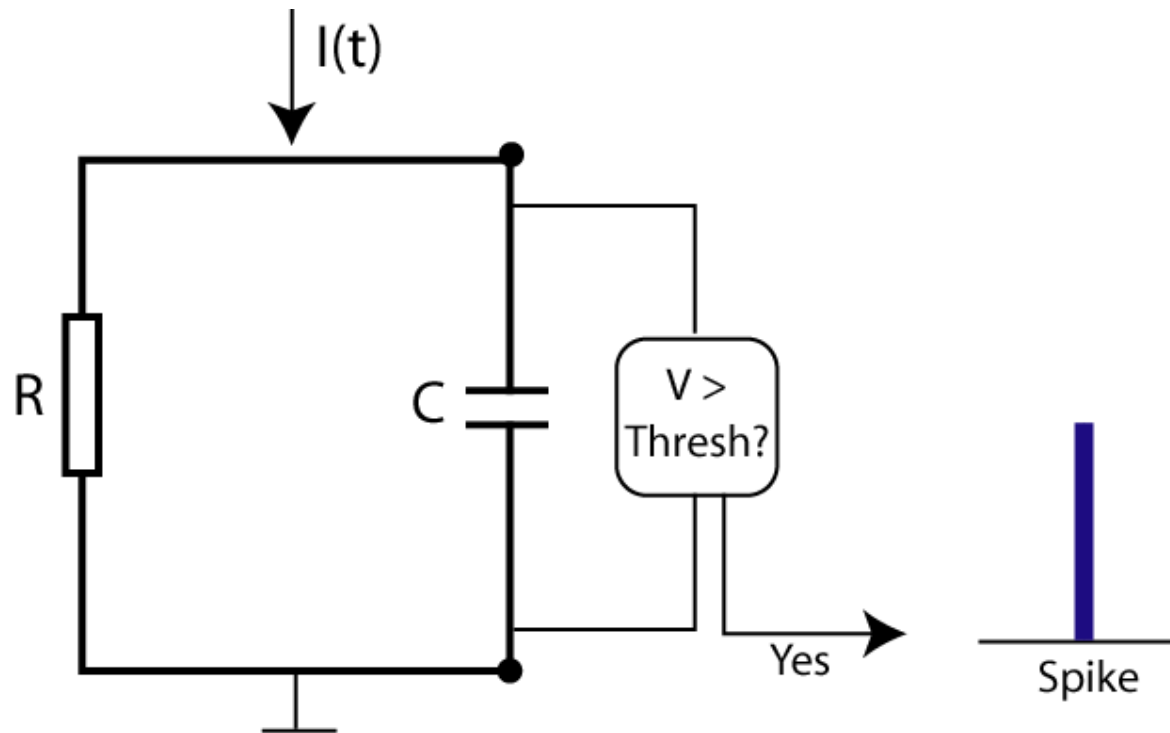 I(t)
R
C
V >
Thresh?
Yes
Spike